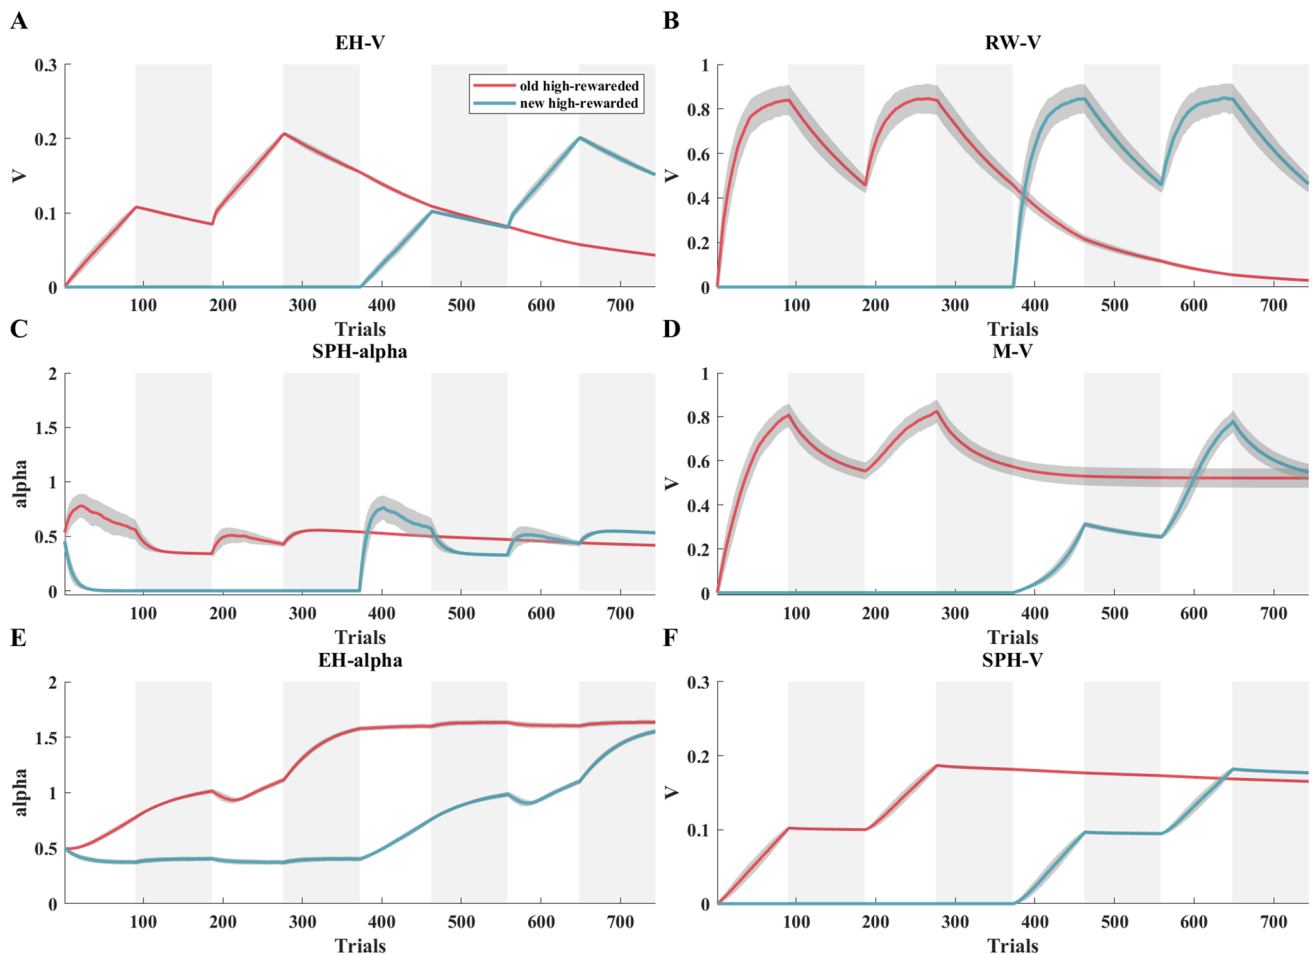 A
EH-V
0.3
0.2
0.1
0
V
old high-rewareded
new high-rewarded
100 200 300 400 500 600 700
Trials
B
RW-V
1
0.8
0.6
0.4
0.2
0
V
100 200 300 400 500 600 700
Trials
C
SPH-alpha
2
1.5
1
0.5
0
alpha
100 200 300 400 500 600 700
Trials
D
M-V
1
0.8
0.6
0.4
0.2
0
V
100 200 300 400 500 600 700
Trials
E
EH-alpha
2
1.5
1
0.5
0
alpha
100 200 300 400 500 600 700
Trials
F
SPH-V
0.3
0.2
0.1
0
V
100 200 300 400 500 600 700
Trials